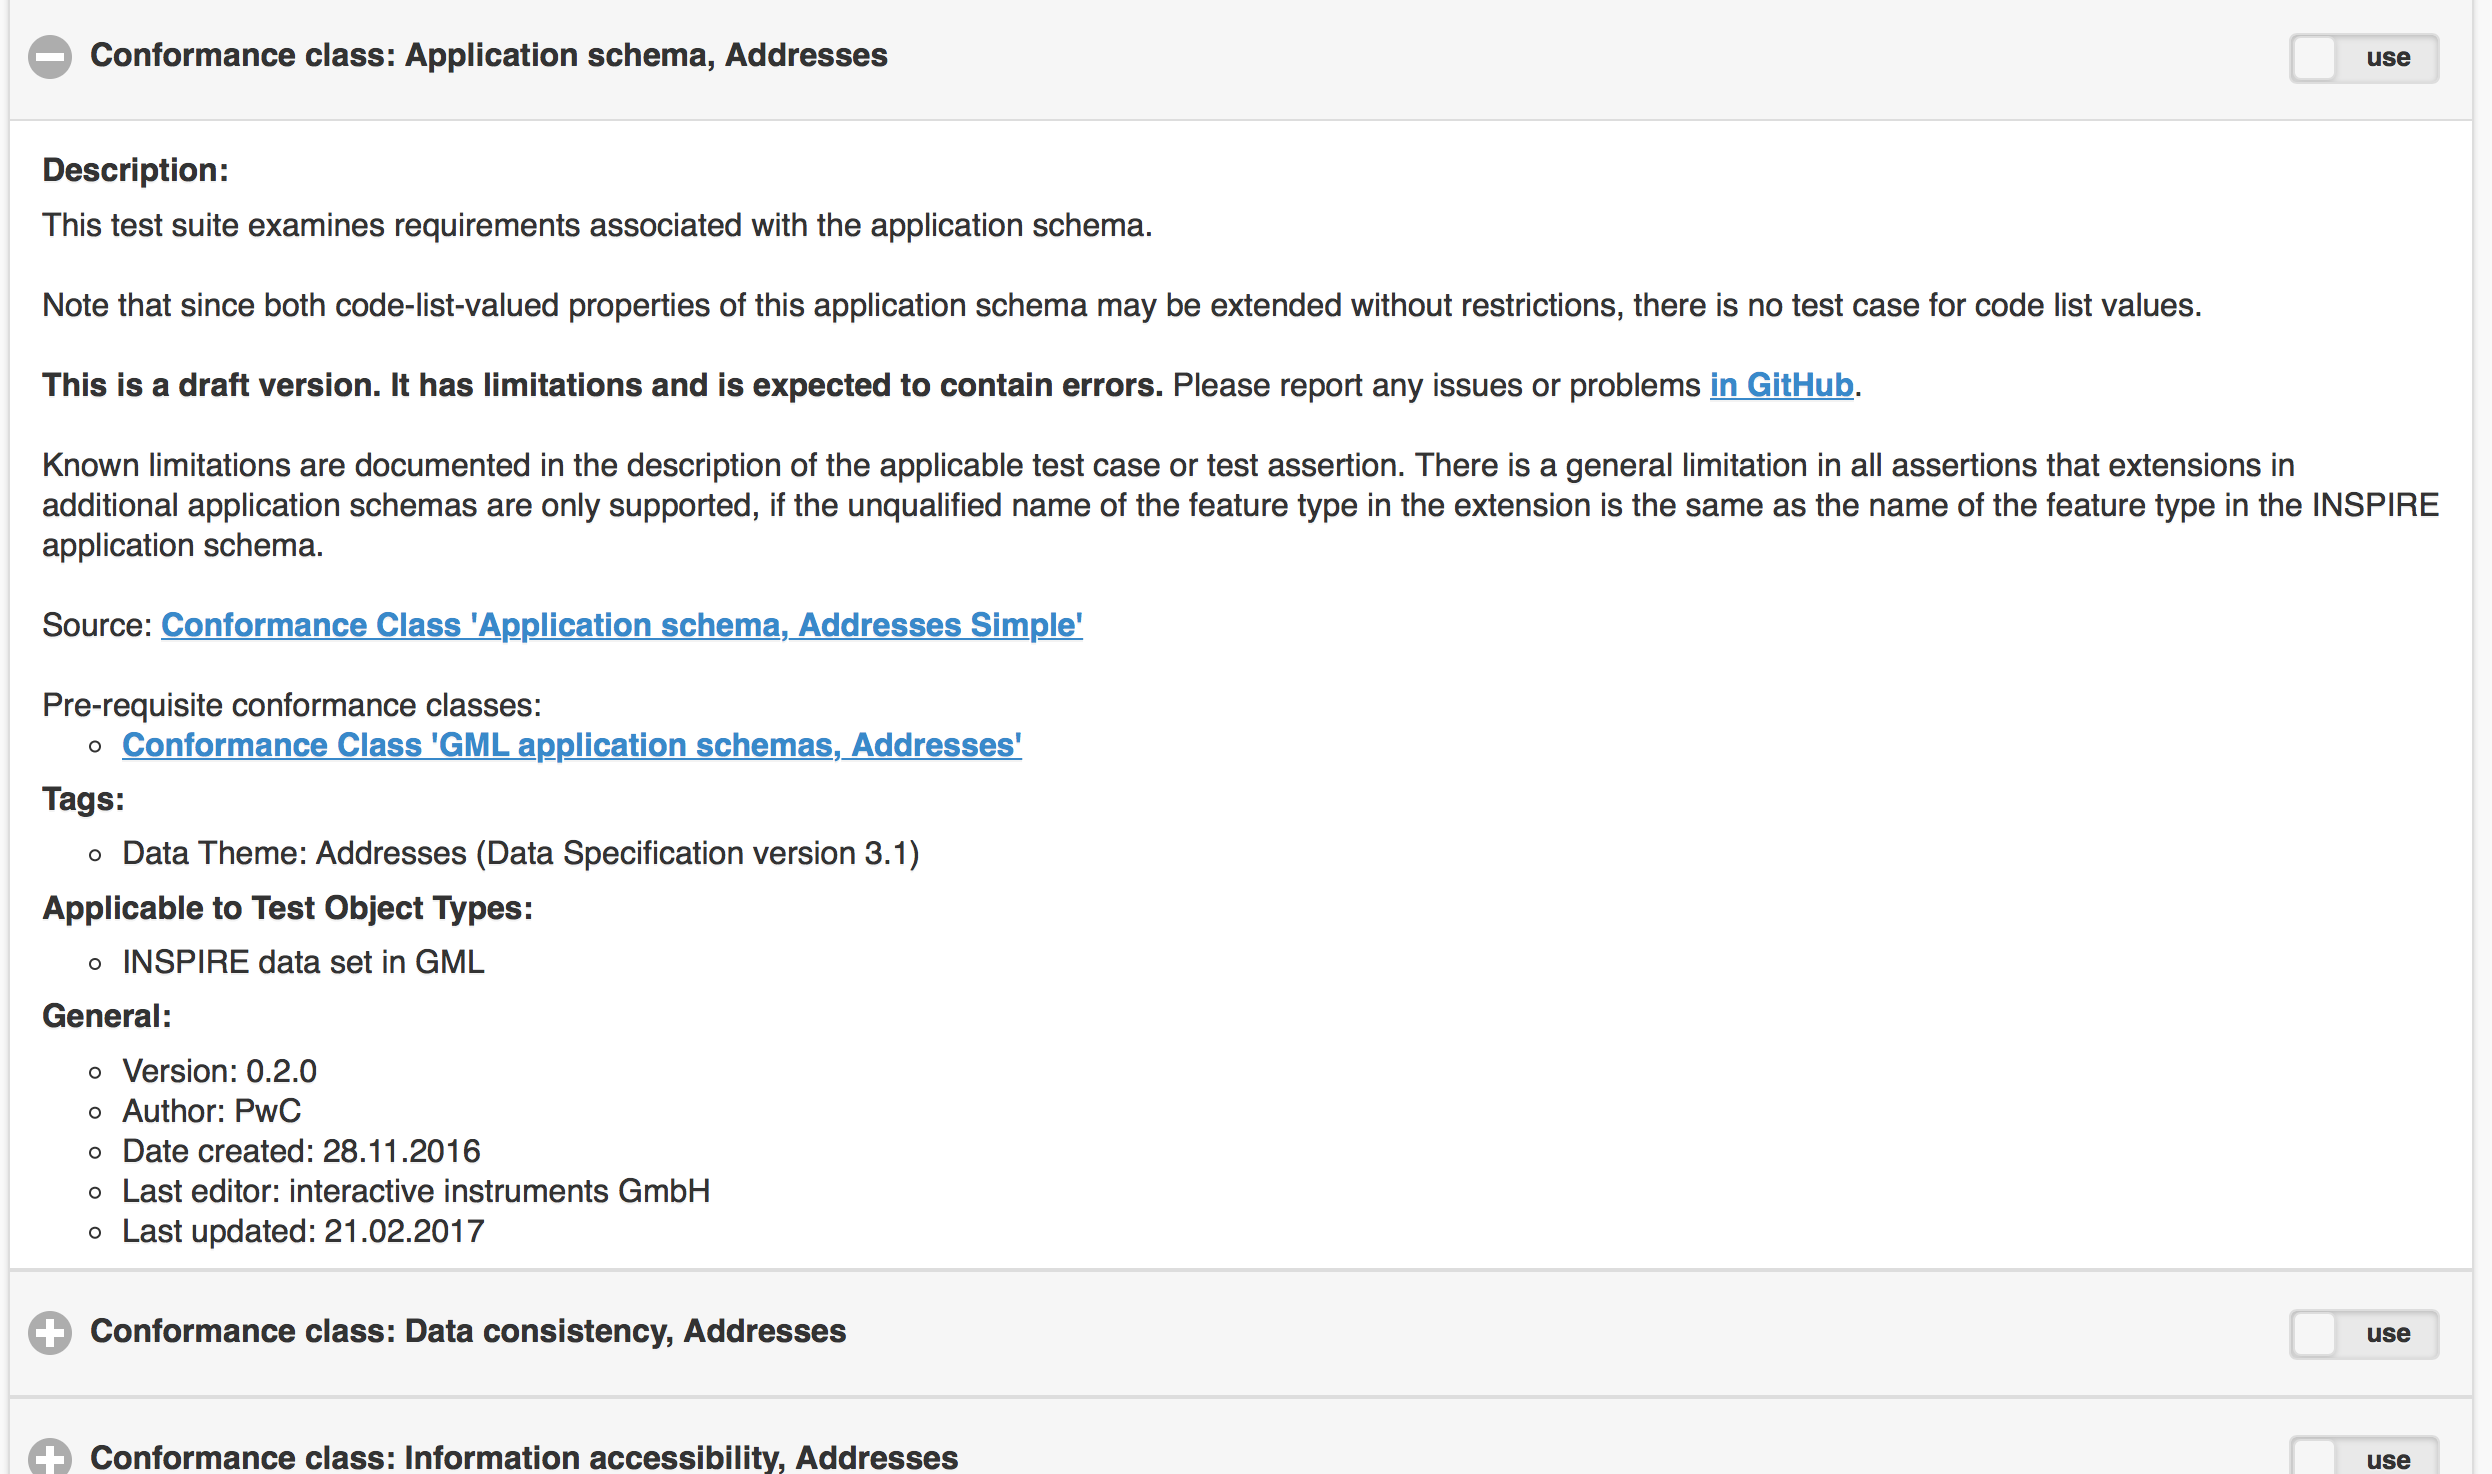 Conformance class: Application schema, Addresses
use
Description:
This test suite examines requirements associated with the application schema.
Note that since both code-list-valued properties of this application schema may be extended without restrictions, there is no test case for code list values.
This is a draft version. It has limitations and is expected to contain errors. Please report any issues or problems in GitHub.
Known limitations are documented in the description of the applicable test case or test assertion. There is a general limitation in all assertions that extensions in
additional application schemas are only supported, if the unqualified name of the feature type in the extension is the same as the name of the feature type in the INSPIRE
application schema.
Source: Conformance Class 'Application schema, Addresses Simple'
Pre-requisite conformance classes:
Conformance Class 'GML application schemas, Addresses'
Tags:
Data Theme: Addresses (Data Specification version 3.1)
Applicable to Test Object Types:
INSPIRE data set in GML
General:
Version: 0.2.0
Author: PwC
Date created: 28.11.2016
Last editor: interactive instruments GmbH
Last updated: 21.02.2017
Conformance class: Data consistency, Addresses
use
Conformance class: Information accessibility, Addresses
use